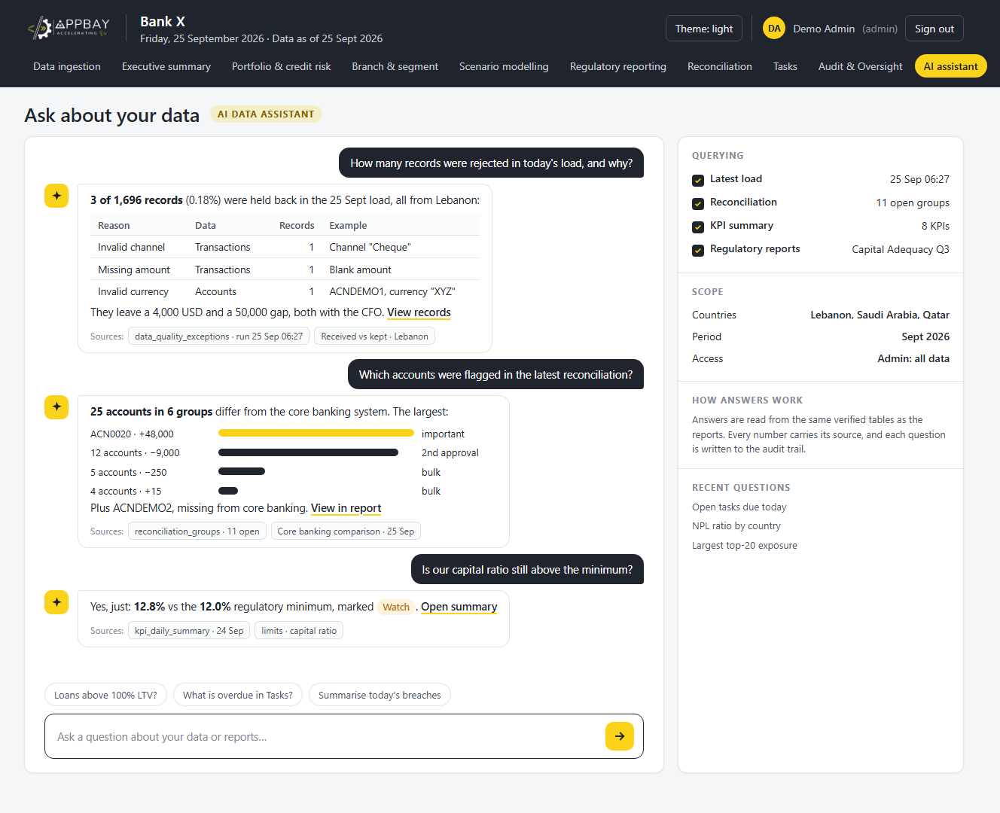 APPBAY
ACCELERATING
Bank X
Friday, 25 September 2026 · Data as of 25 Sept 2026
Theme: light
DA
Demo Admin (admin)
Sign out
Data ingestion
Executive summary
Portfolio & credit risk
Branch & segment
Scenario modelling
Regulatory reporting
Reconciliation
Tasks
Audit & Oversight
AI assistant
Ask about your data
AI DATA ASSISTANT
How many records were rejected in today's load, and why?
3 of 1,696 records (0.18%) were held back in the 25 Sept load, all from Lebanon:
Reason Data Records Example
Invalid channel Transactions 1 Channel "Cheque"
Missing amount Transactions 1 Blank amount
Invalid currency Accounts 1 ACNDEMO1, currency "XYZ"
They leave a 4,000 USD and a 50,000 gap, both with the CFO. View records
Sources: data_quality_exceptions · run 25 Sep 06:27 Received vs kept · Lebanon
Which accounts were flagged in the latest reconciliation?
25 accounts in 6 groups differ from the core banking system. The largest:
ACN0020 · +48,000 important
12 accounts · −9,000 2nd approval
5 accounts · −250 bulk
4 accounts · +15 bulk
Plus ACNDEMO2, missing from core banking. View in report
Sources: reconciliation_groups · 11 open Core banking comparison · 25 Sep
Is our capital ratio still above the minimum?
Yes, just: 12.8% vs the 12.0% regulatory minimum, marked Watch . Open summary
Sources: kpi_daily_summary · 24 Sep limits · capital ratio
Loans above 100% LTV?
What is overdue in Tasks?
Summarise today's breaches
Ask a question about your data or reports...
QUERYING
Latest load 25 Sep 06:27
Reconciliation 11 open groups
KPI summary 8 KPIs
Regulatory reports Capital Adequacy Q3
SCOPE
Countries Lebanon, Saudi Arabia, Qatar
Period Sept 2026
Access Admin: all data
HOW ANSWERS WORK
Answers are read from the same verified tables as the
reports. Every number carries its source, and each question
is written to the audit trail.
RECENT QUESTIONS
Open tasks due today
NPL ratio by country
Largest top-20 exposure